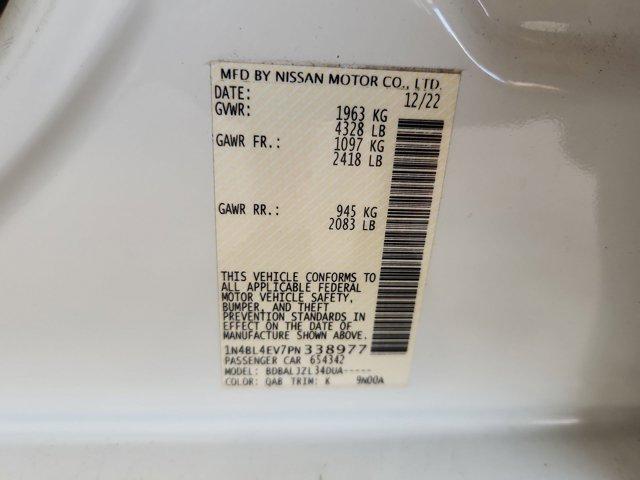 MFD BY NISSAN MOTOR CO., LTD.
DATE: 12/22
GVWR: 1963 KG
4328 LB
GAWR FR.: 1097 KG
2418 LB
GAWR RR.: 945 KG
2083 LB
THIS VEHICLE CONFORMS TO
ALL APPLICABLE FEDERAL
MOTOR VEHICLE SAFETY,
BUMPER, AND THEFT
PREVENTION STANDARDS IN
EFFECT ON THE DATE OF
MANUFACTURE SHOWN ABOVE.
1N4BL4EV7PN338977
PASSENGER CAR 654342
MODEL: BDBALJZL34DUA-----
COLOR: QAB TRIM: K 9N00A